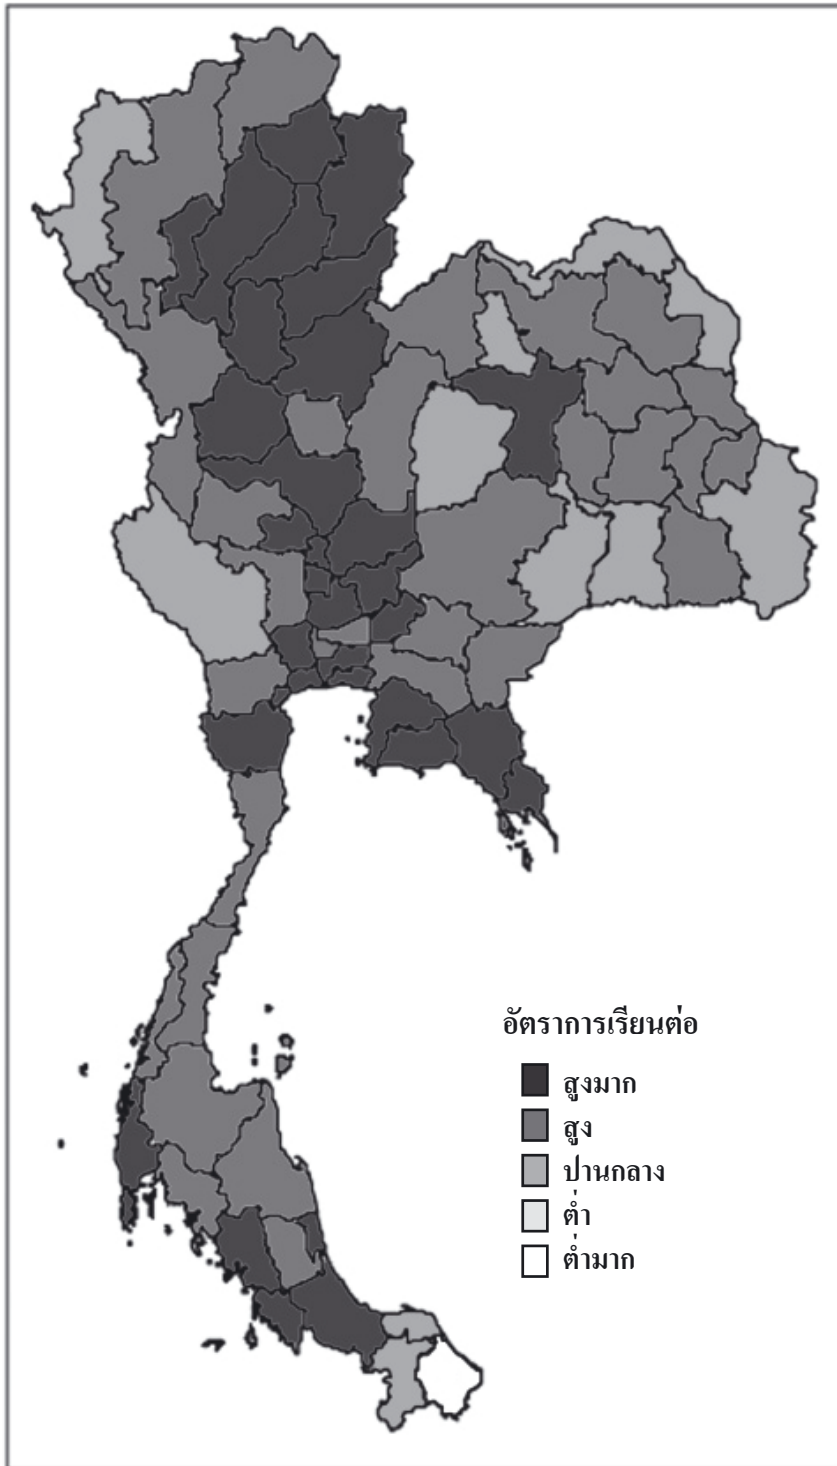 อัตราการเรียนต่อ
สูงมาก
สูง
ปานกลาง
ต่ำ
ต่ำมาก